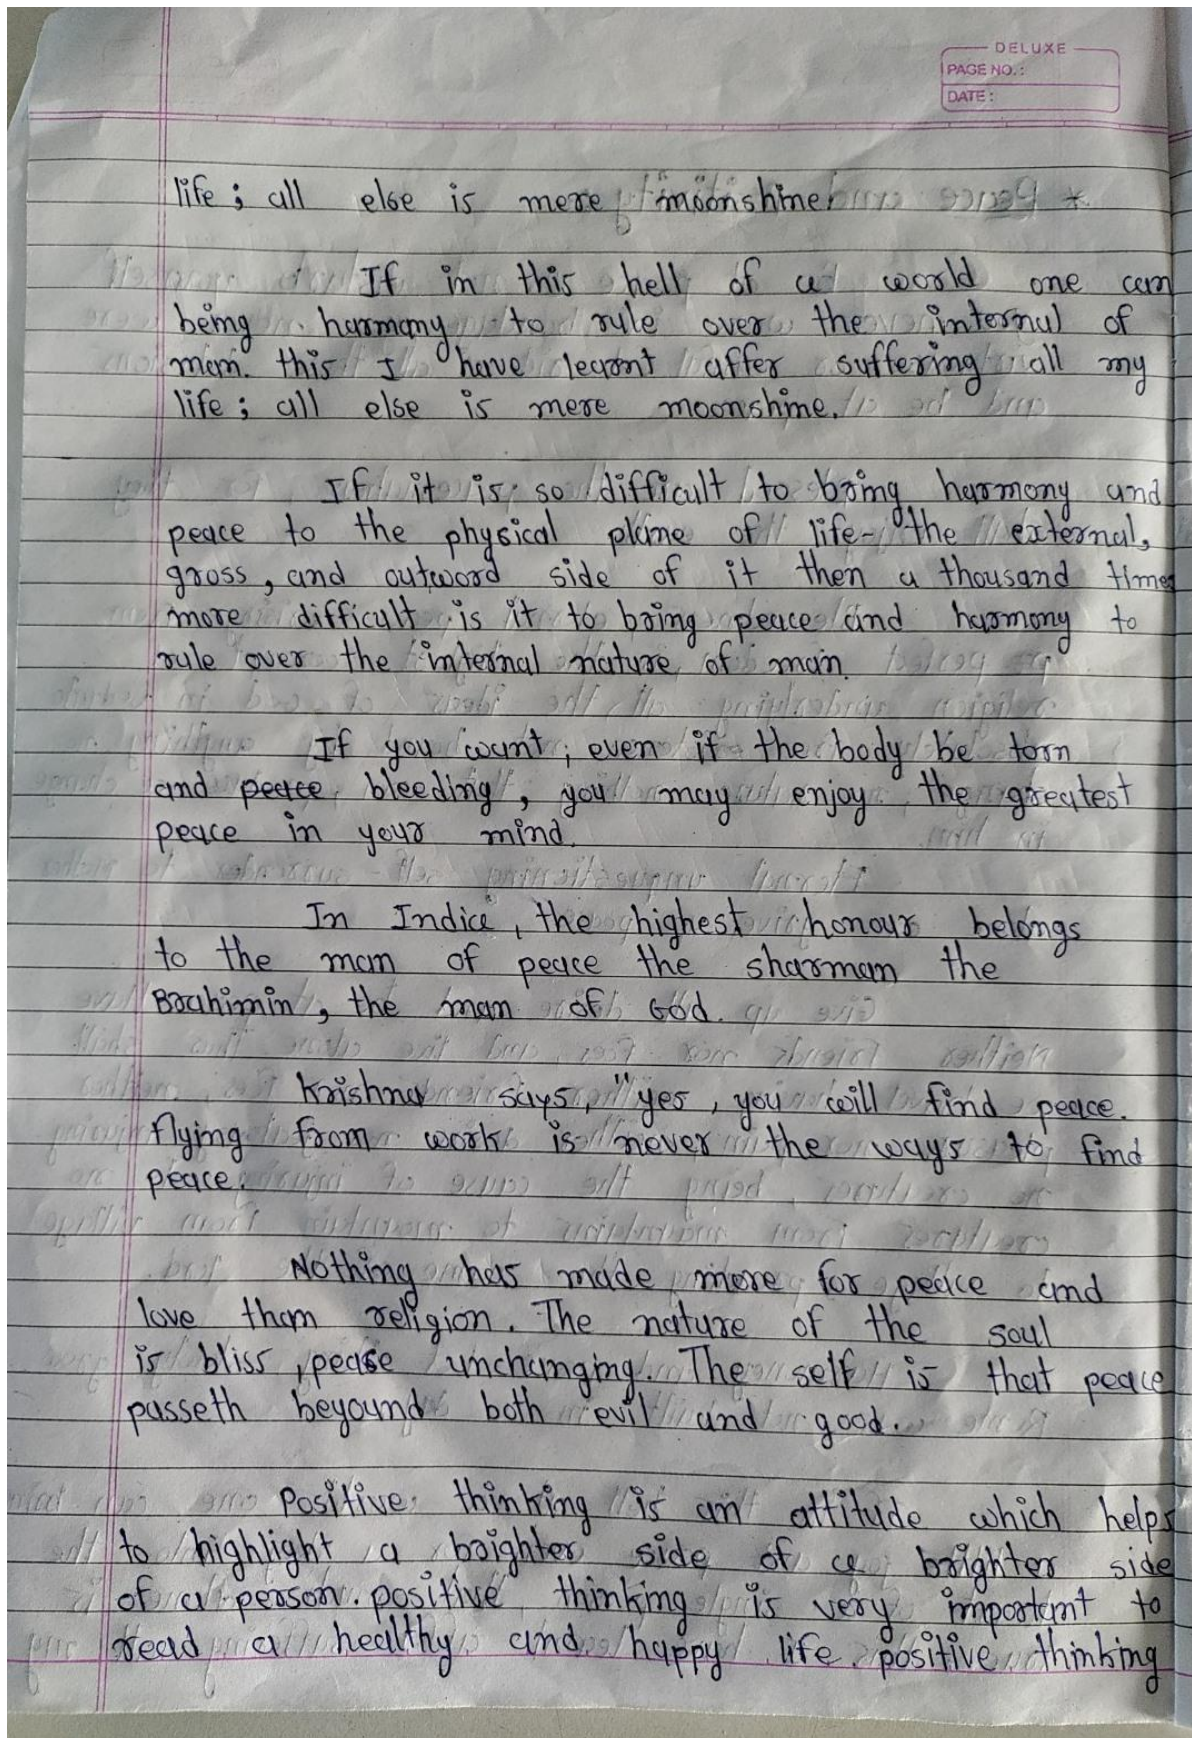 DELUXE
PAGE NO.:
DATE:
life ; all else is mere moonshine.
If in this hell of a world one can
being harmony to rule over the internal of
man. this I have learnt affer suffering all my
life ; all else is mere moonshine.
If it is so difficult to bring harmony and
peace to the physical plane of life- the external,
gross, and outword side of it then a thousand times
more difficult is it to bring peace and harmony to
rule over the internal nature of man.
If you want, even if the body be torn
and peace bleeding, you may enjoy the greatest
peace in your mind.
In India, the highest honour belongs
to the man of peace the sharman the
Brahimin, the man of God.
Krishna says, "yes, you will find peace.
flying from work is never the ways to find
peace.
Nothing has made more for peace and
love than religion. The nature of the soul
is bliss, pease unchanging. The self is that peace
passeth beyound both evil and good.
Positive thinking is an attitude which helps
to highlight a brighter side of a brighter side
of a person. positive thinking is very important to
read a healthy and happy life. positive thinking